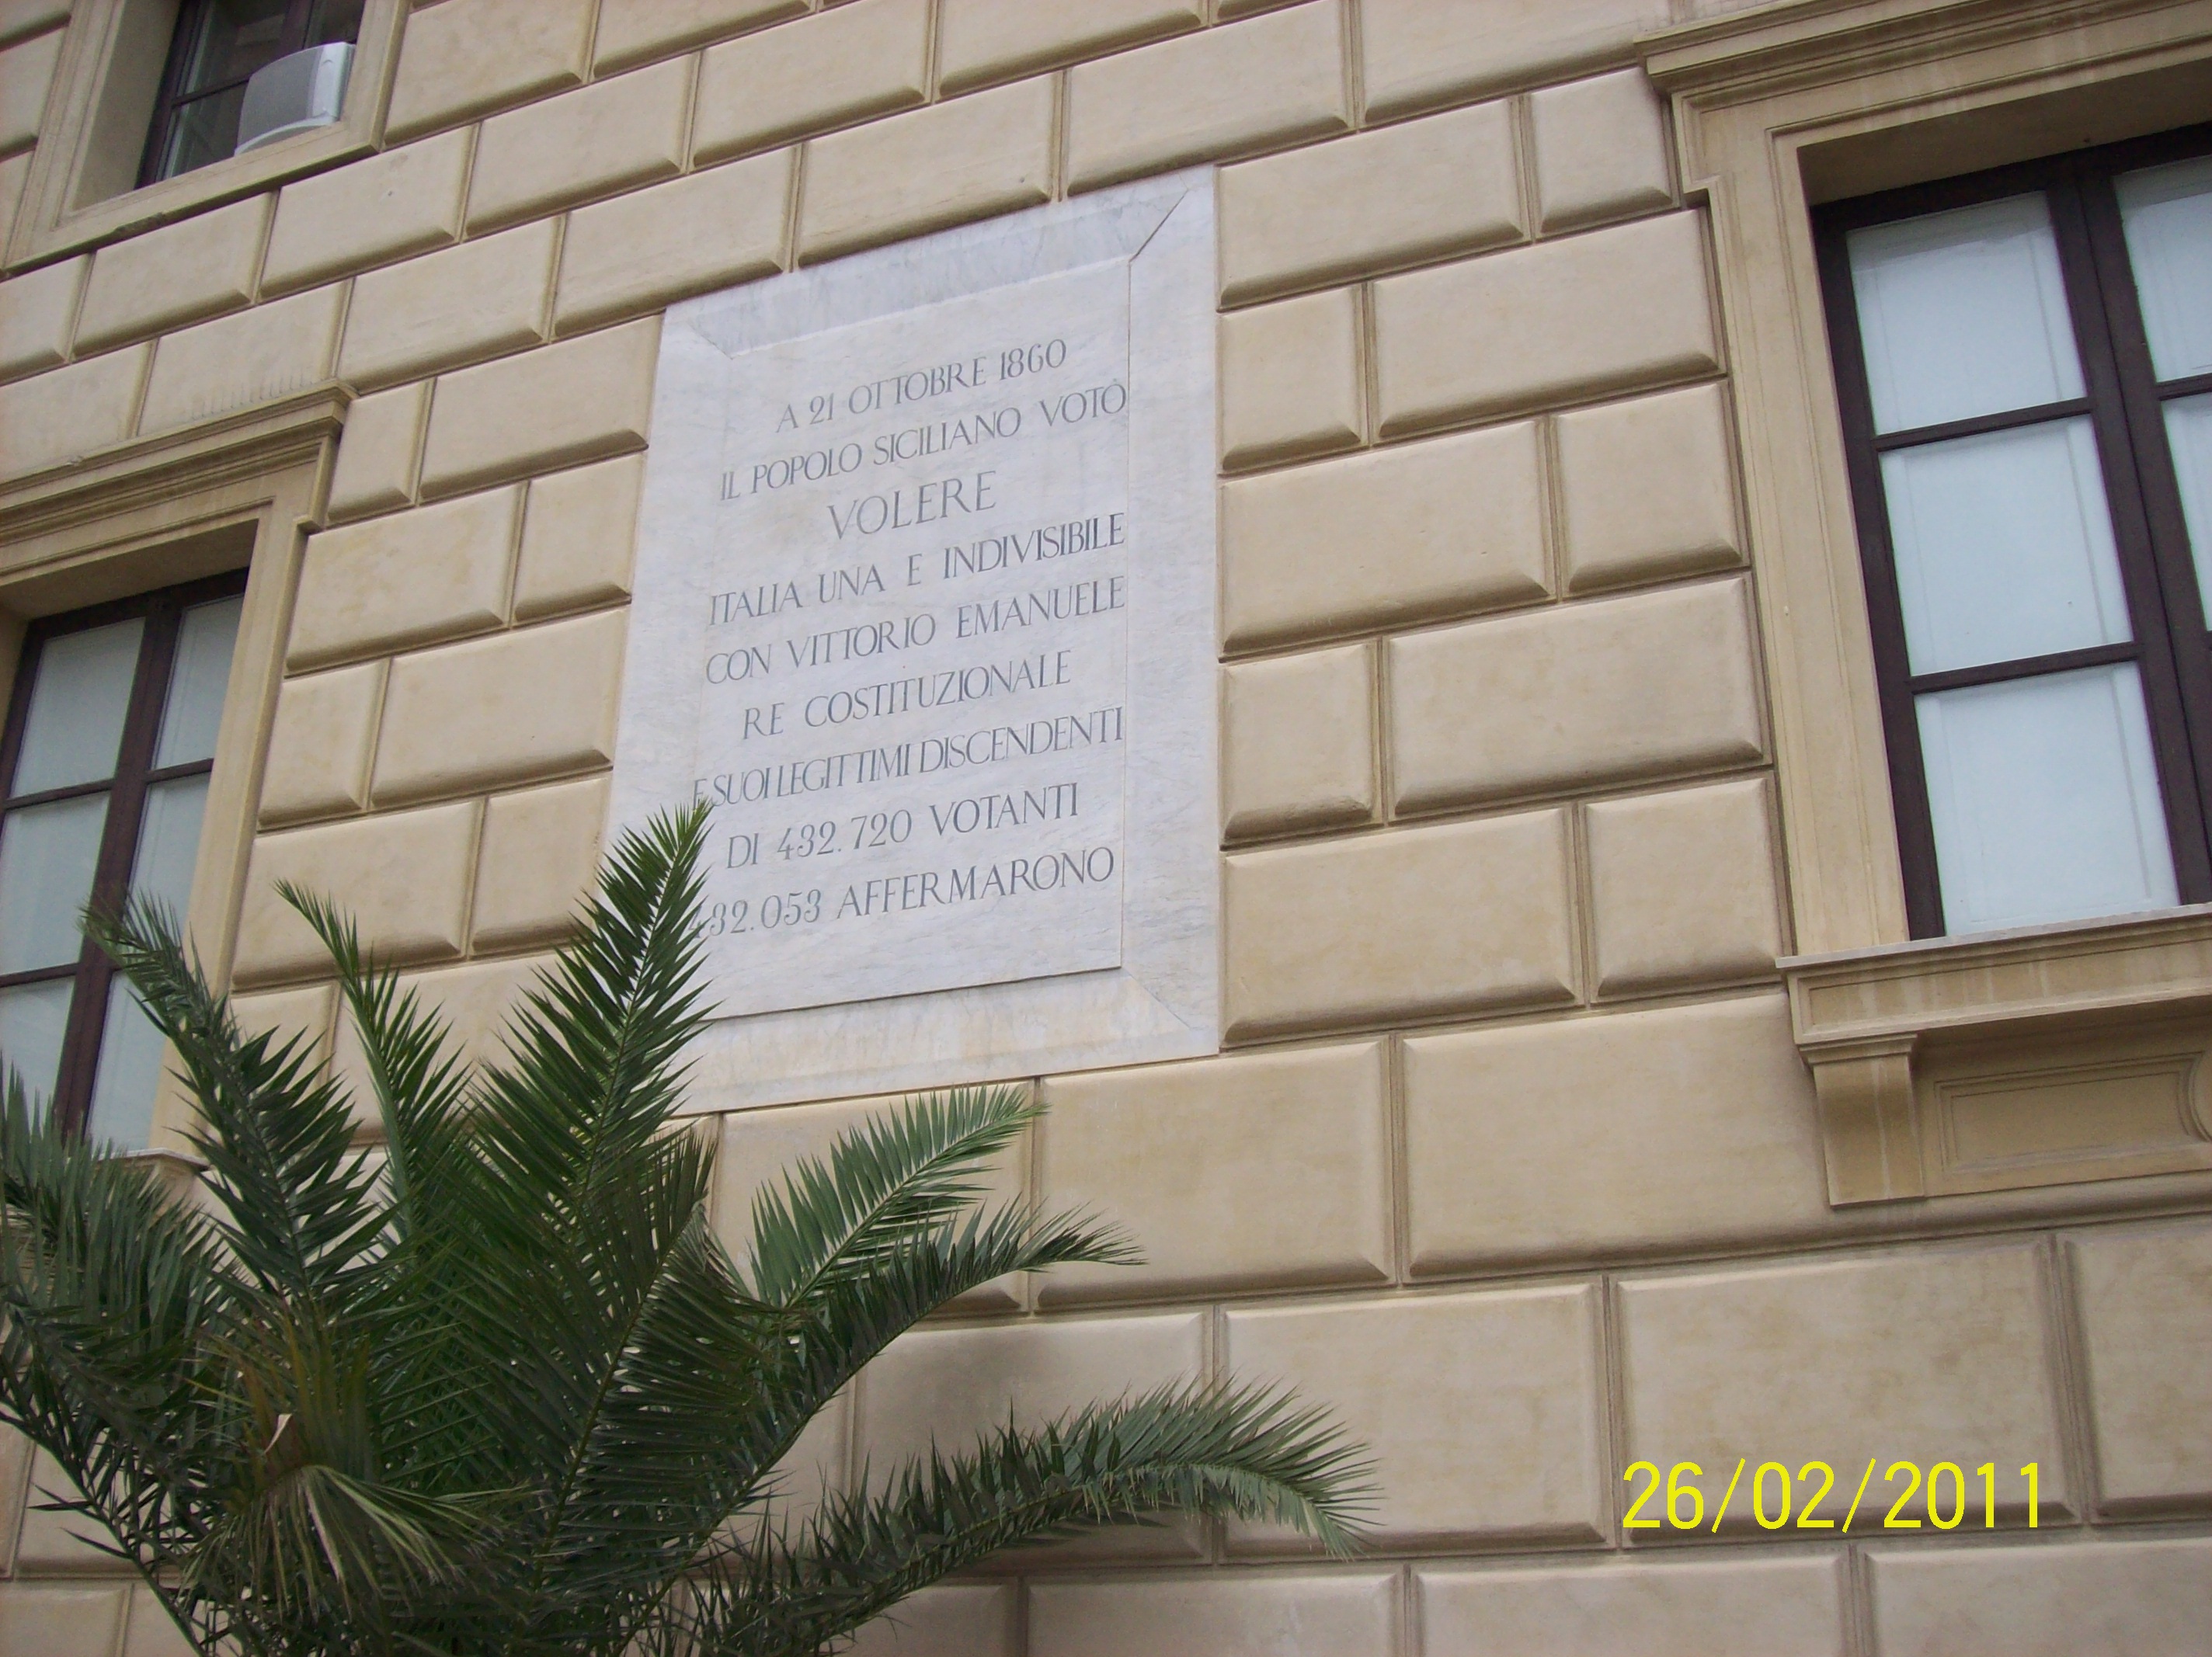 A 21 OTTOBRE 1860
IL POPOLO SICILIANO VOTÒ
VOLERE
ITALIA UNA E INDIVISIBILE
CON VITTORIO EMANUELE
RE COSTITUZIONALE
E SUOI LEGITTIMI DISCENDENTI
DI 432.720 VOTANTI
432.053 AFFERMARONO
26/02/2011